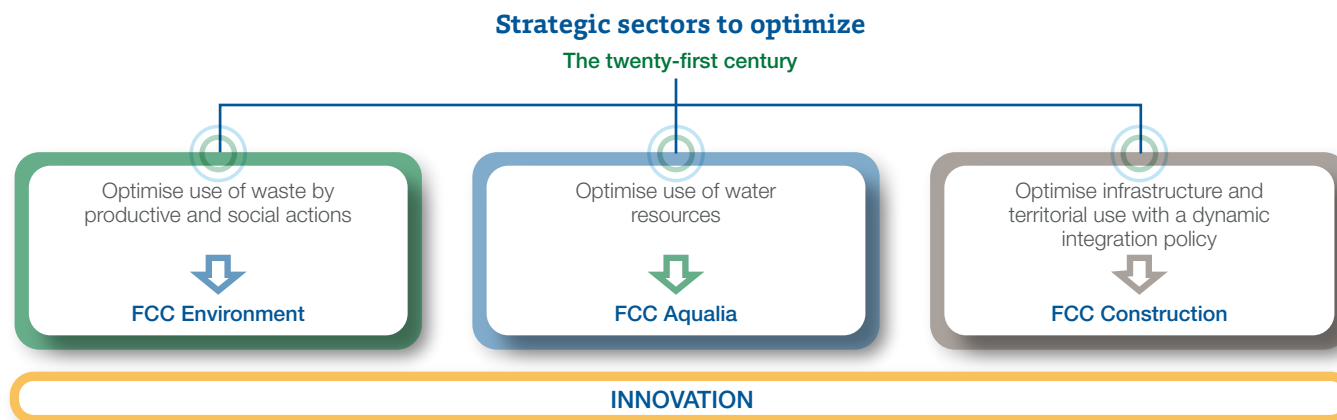 Strategic sectors to optimize
The twenty-first century
Optimise use of waste by
productive and social actions
FCC Environment
Optimise use of water
resources
FCC Aqualia
Optimise infrastructure and
territorial use with a dynamic
integration policy
FCC Construction
INNOVATION